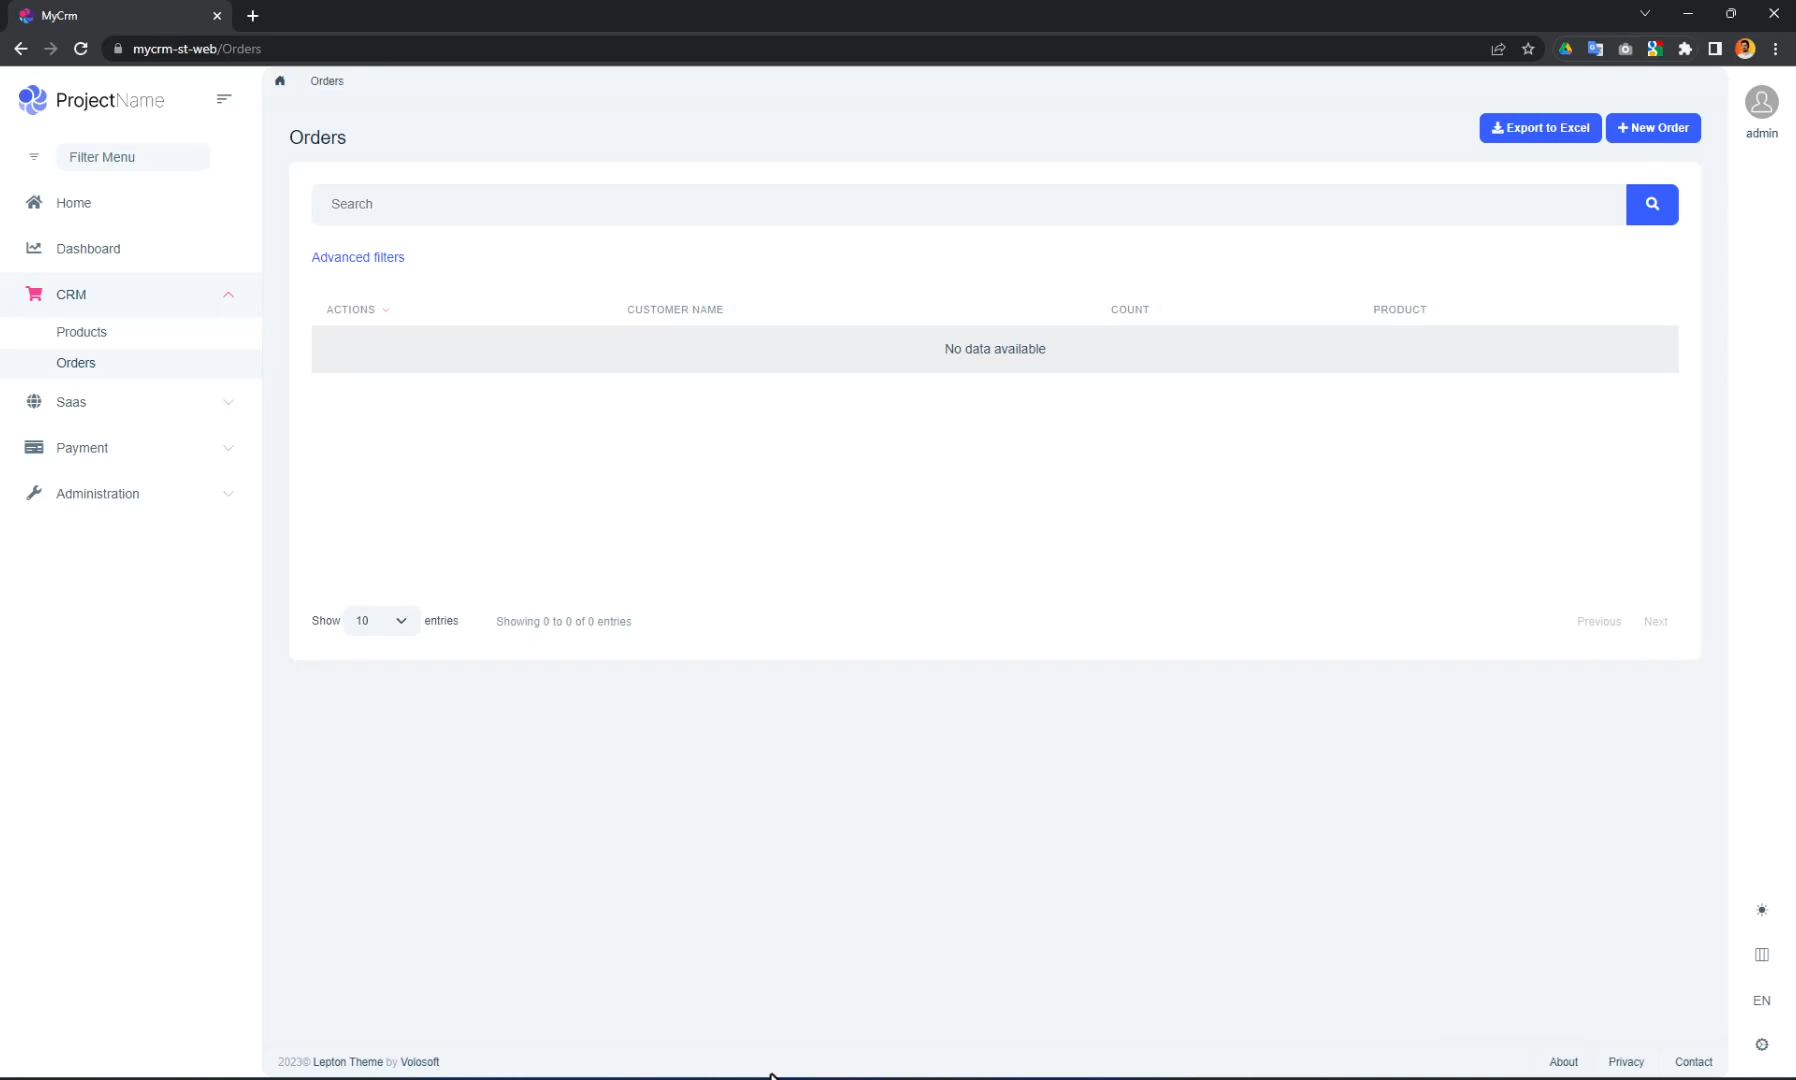 MyCrm
mycrm-st-web/Orders
ProjectName
Orders
admin
Orders
Export to Excel
New Order
Filter Menu
Home
Dashboard
CRM
Products
Orders
Saas
Payment
Administration
Search
Advanced filters
ACTIONS CUSTOMER NAME COUNT PRODUCT
No data available
Show 10 entries Showing 0 to 0 of 0 entries Previous Next
EN
2023© Lepton Theme by Volosoft About Privacy Contact